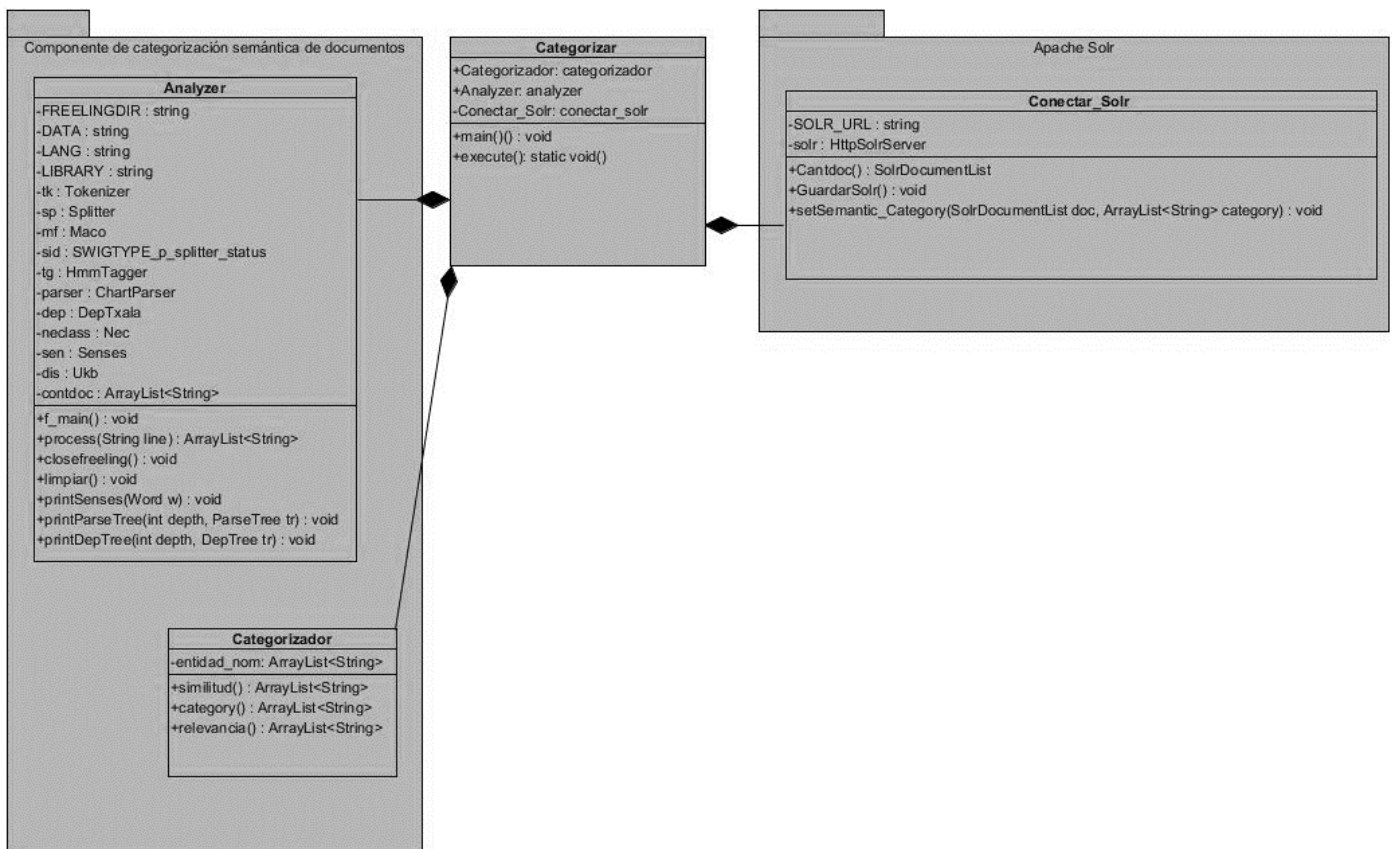 Componente de categorización semántica de documentos
Analyzer
-FREELINGDIR : string
-DATA : string
-LANG : string
-LIBRARY : string
-tk : Tokenizer
-sp : Splitter
-mf : Maco
-sid : SWIGTYPE_p_splitter_status
-tg : HmmTagger
-parser : ChartParser
-dep : DepTxala
-neclass : Nec
-sen : Senses
-dis : Ukb
-contdoc : ArrayList<String>
+f_main() : void
+process(String line) : ArrayList<String>
+closefreeling() : void
+limpiar() : void
+printSenses(Word w) : void
+printParseTree(int depth, ParseTree tr) : void
+printDepTree(int depth, DepTree tr) : void
Categorizador
-entidad_nom: ArrayList<String>
+similitud() : ArrayList<String>
+category() : ArrayList<String>
+relevancia() : ArrayList<String>
Categorizar
+Categorizador: categorizador
+Analyzer: analyzer
-Conectar_Solr: conectar_solr
+main()() : void
+execute(): static void()
Apache Solr
Conectar_Solr
-SOLR_URL : string
-solr : HttpSolrServer
+Cantdoc() : SolrDocumentList
+GuardarSolr() : void
+setSemantic_Category(SolrDocumentList doc, ArrayList<String> category) : void